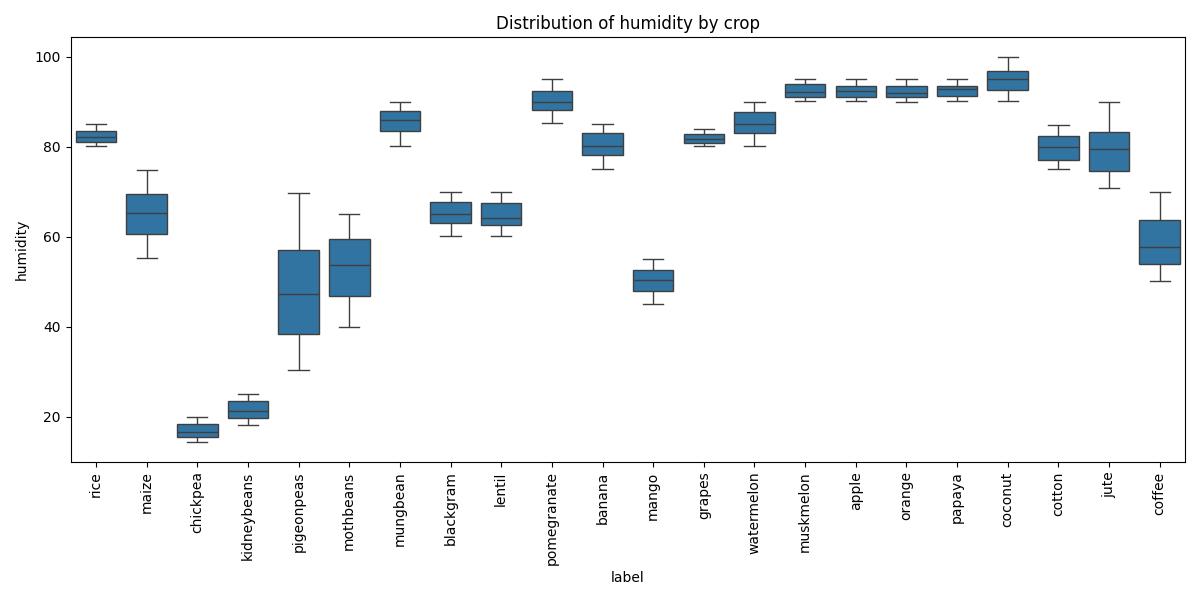 Distribution of humidity by crop
100
80
60
40
20
humidity
rice
maize
chickpea
kidneybeans
pigeonpeas
mothbeans
mungbean
blackgram
lentil
pomegranate
banana
mango
grapes
watermelon
muskmelon
apple
orange
papaya
coconut
cotton
jute
coffee
label